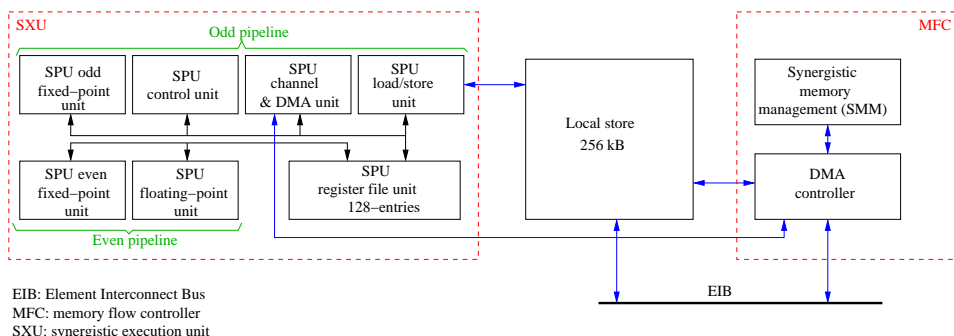 SXU
MFC
Odd pipeline
SPU odd
fixed−point
unit
SPU
control unit
SPU
channel
& DMA unit
SPU
load/store
unit
Local store
256 kB
Synergistic
memory
management (SMM)
SPU even
fixed−point
unit
SPU
floating−point
unit
SPU
register file unit
128−entries
DMA
controller
Even pipeline
EIB
EIB: Element Interconnect Bus
MFC: memory flow controller
SXU: synergistic execution unit